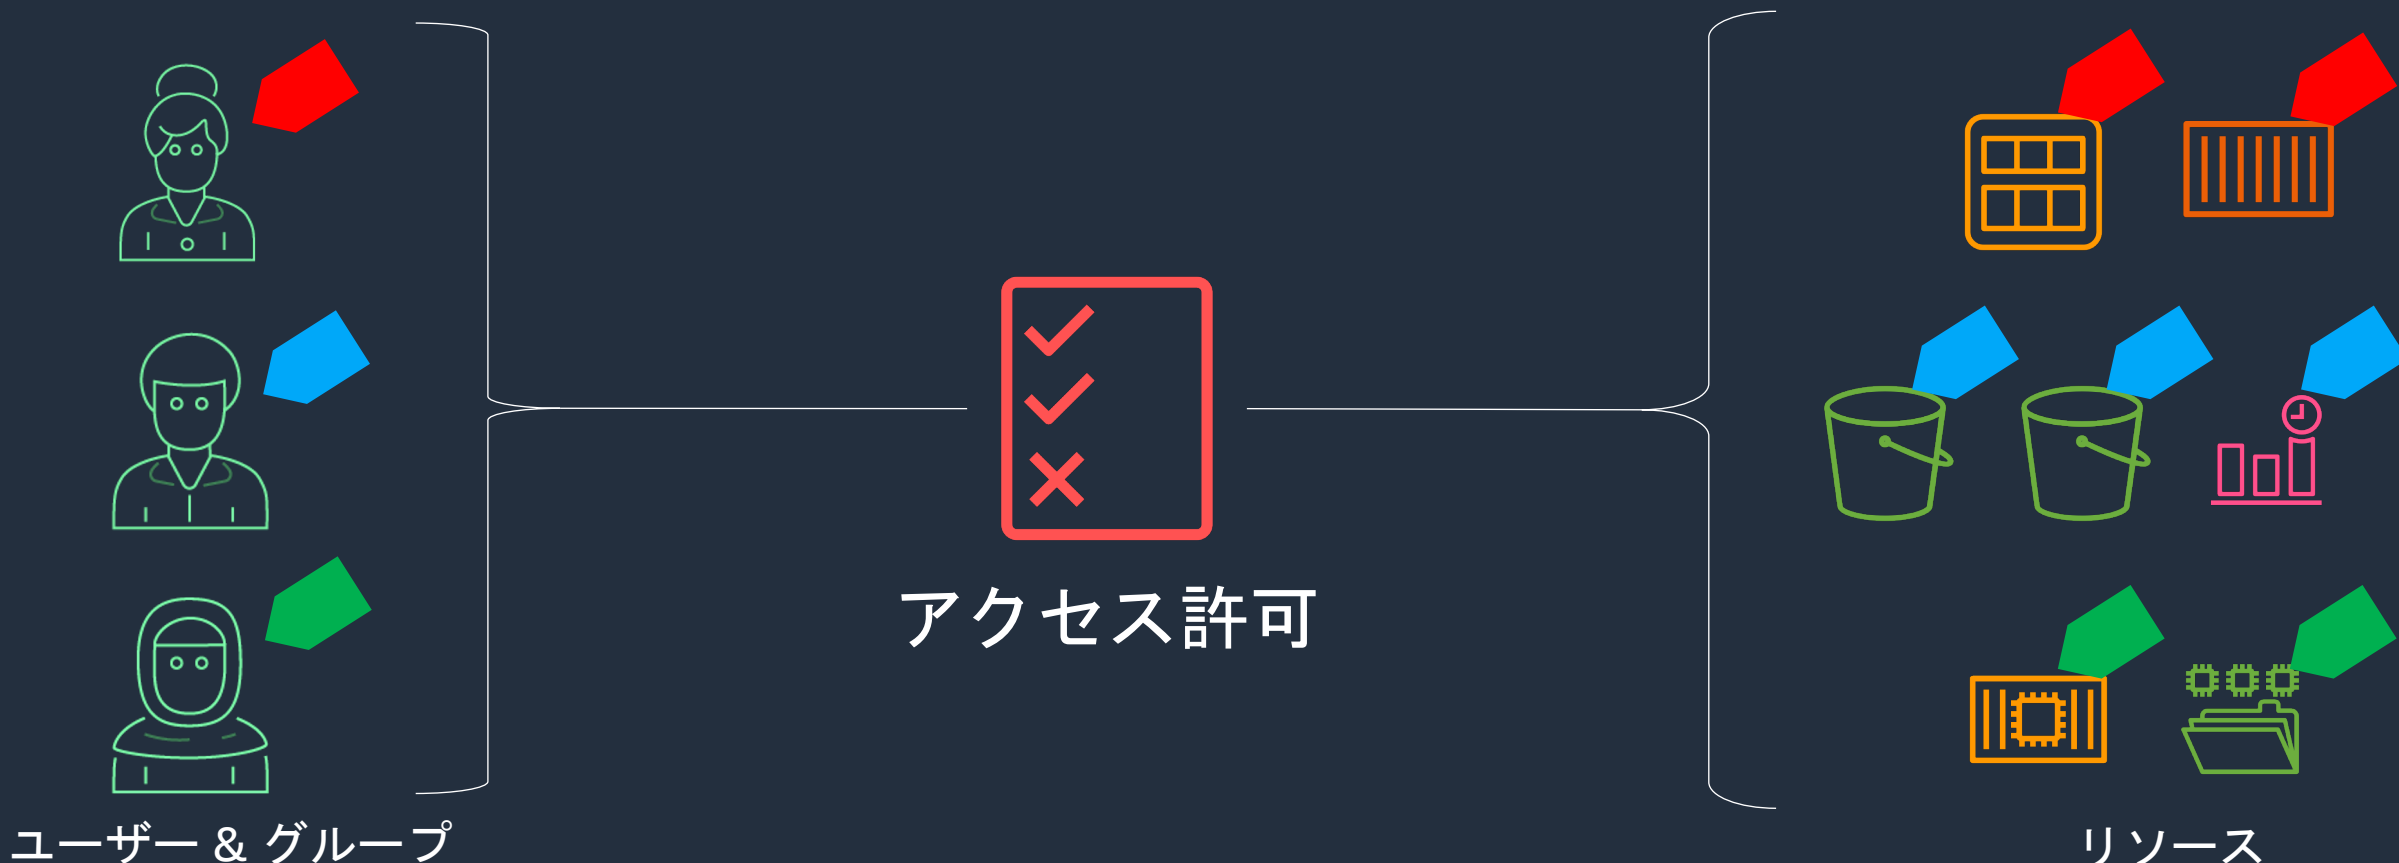 アクセス許可
ユーザー & グループ
リソース